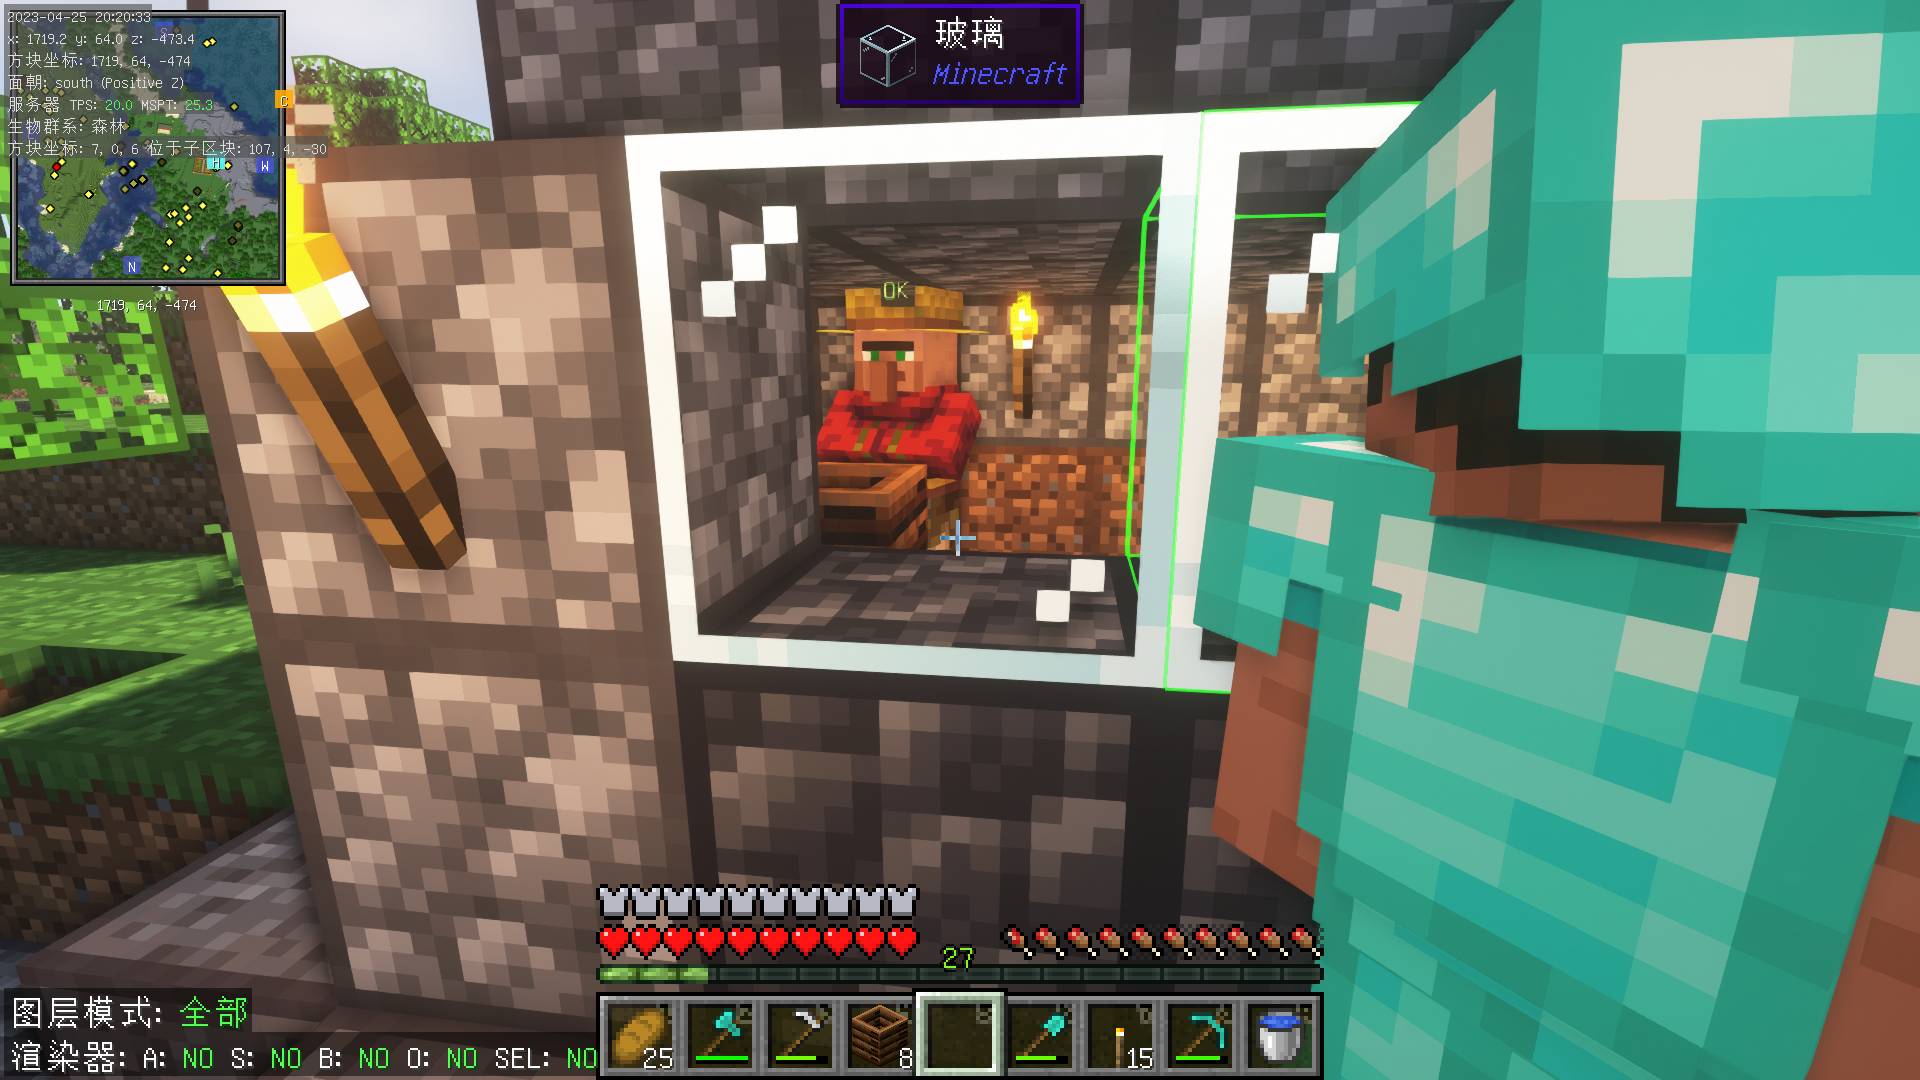 2023-04-25 20:20:33
x: 1719.2 y: 64.0 z: -473.4
方块坐标: 1719, 64, -474
面朝: south (Positive Z)
服务器 TPS: 20.0 MSPT: 25.3
生物群系: 森林
方块坐标: 7, 0, 6 位于子区块: 107, 4, -30
C
H
W
N
1719, 64, -474
玻璃
Minecraft
OK
27
25
8
15
图层模式: 全部
渲染器: A: NO S: NO B: NO O: NO SEL: NO